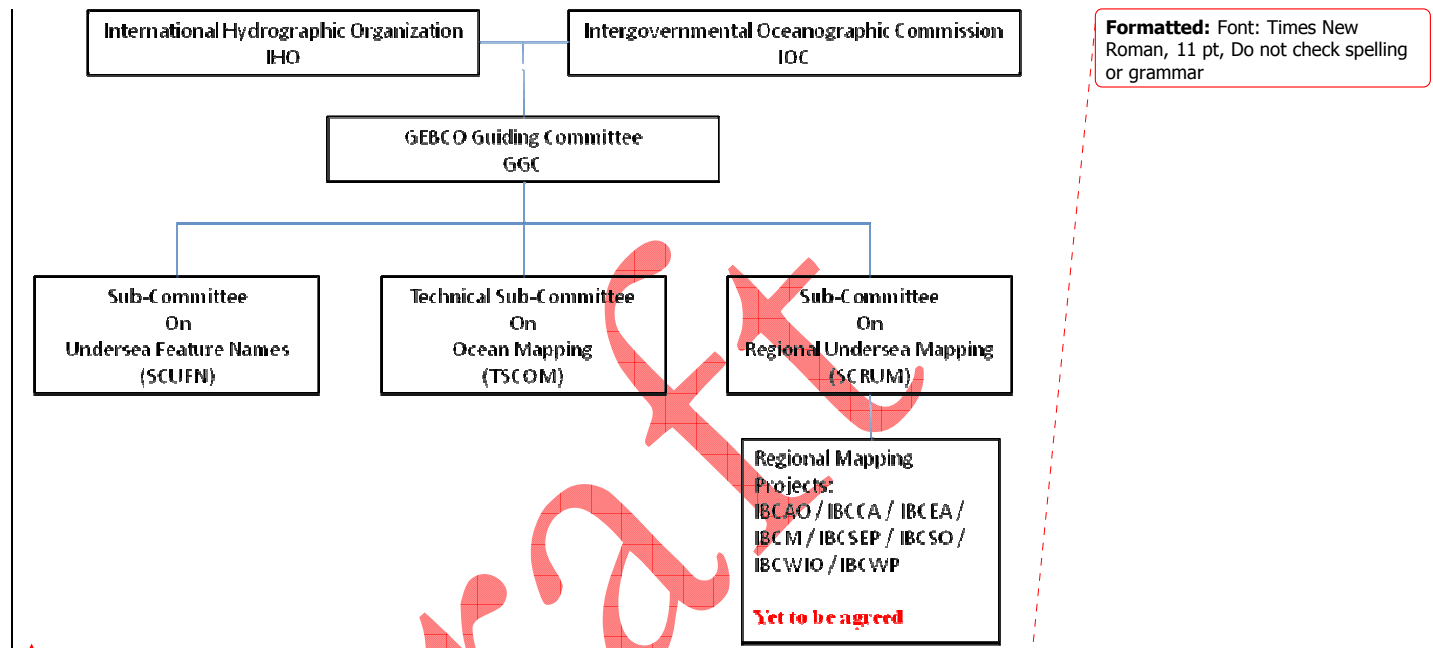 International Hydrographic Organization
IHO
Intergovernmental Oceanographic Commission
IOC
Formatted: Font: Times New
Roman, 11 pt, Do not check spelling
or grammar
GEBCO Guiding Committee
GGC
Sub-Committee
On
Undersea Feature Names
(SCUFN)
Technical Sub-Committee
On
Ocean Mapping
(TSCOM)
Sub-Committee
On
Regional Undersea Mapping
(SCRUM)
Regional Mapping
Projects:
IBCAO / IBCCA / IBCEA /
IBCM / IBCSEP / IBCSO /
IBCWIO / IBCWP
Yet to be agreed
raft